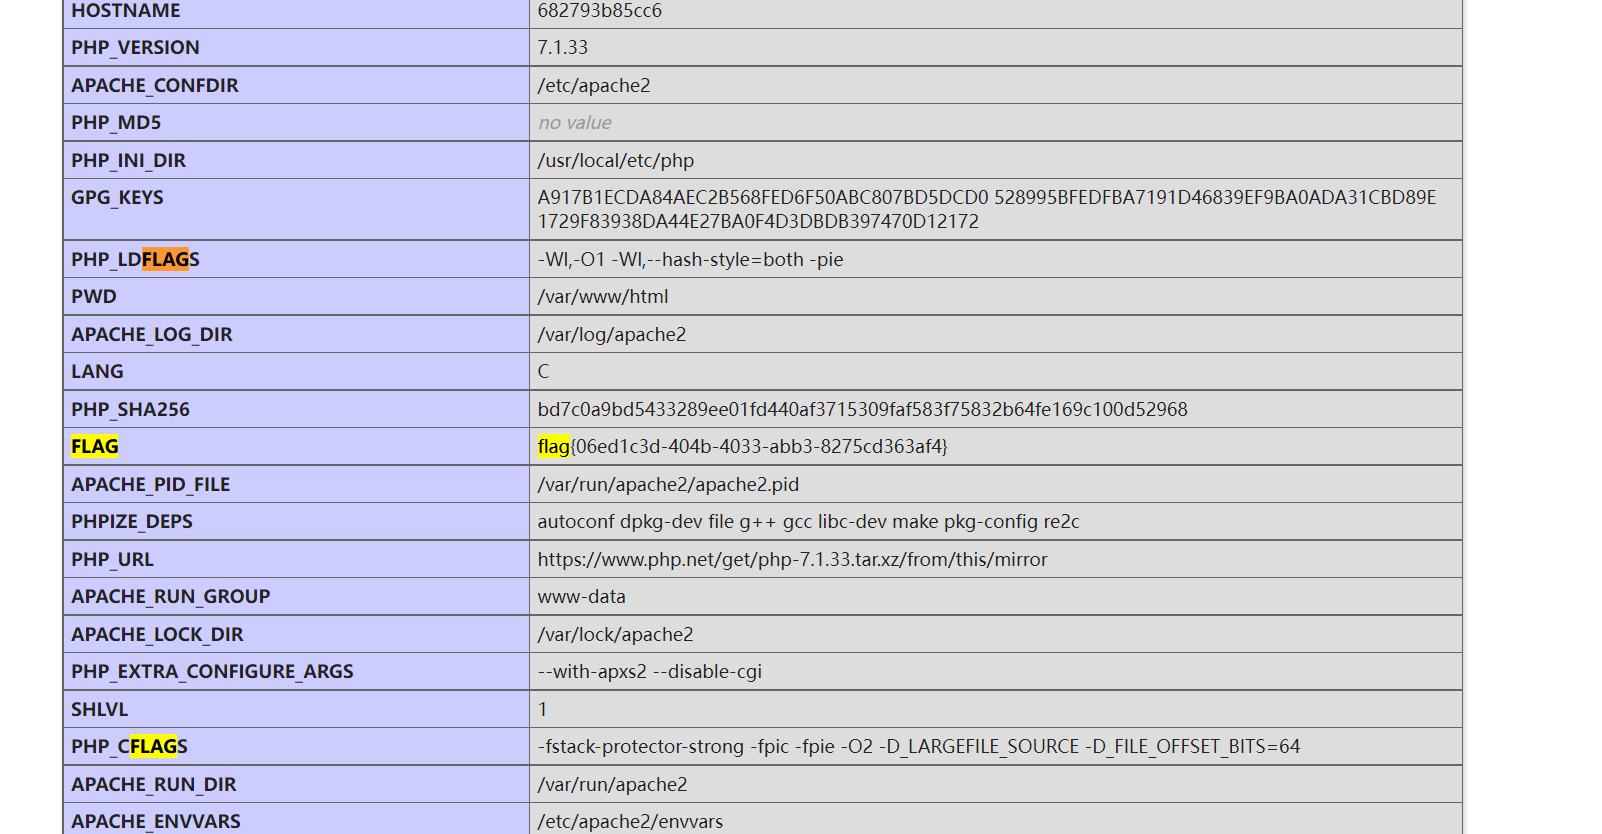 HOSTNAME 682793b85cc6
PHP_VERSION 7.1.33
APACHE_CONFDIR /etc/apache2
PHP_MD5 no value
PHP_INI_DIR /usr/local/etc/php
GPG_KEYS A917B1ECDA84AEC2B568FED6F50ABC807BD5DCD0 528995BFEDFBA7191D46839EF9BA0ADA31CBD89E
1729F83938DA44E27BA0F4D3DBDB397470D12172
PHP_LDFLAGS -Wl,-O1 -Wl,--hash-style=both -pie
PWD /var/www/html
APACHE_LOG_DIR /var/log/apache2
LANG C
PHP_SHA256 bd7c0a9bd5433289ee01fd440af3715309faf583f75832b64fe169c100d52968
FLAG flag{06ed1c3d-404b-4033-abb3-8275cd363af4}
APACHE_PID_FILE /var/run/apache2/apache2.pid
PHPIZE_DEPS autoconf dpkg-dev file g++ gcc libc-dev make pkg-config re2c
PHP_URL https://www.php.net/get/php-7.1.33.tar.xz/from/this/mirror
APACHE_RUN_GROUP www-data
APACHE_LOCK_DIR /var/lock/apache2
PHP_EXTRA_CONFIGURE_ARGS --with-apxs2 --disable-cgi
SHLVL 1
PHP_CFLAGS -fstack-protector-strong -fpic -fpie -O2 -D_LARGEFILE_SOURCE -D_FILE_OFFSET_BITS=64
APACHE_RUN_DIR /var/run/apache2
APACHE_ENVVARS /etc/apache2/envvars